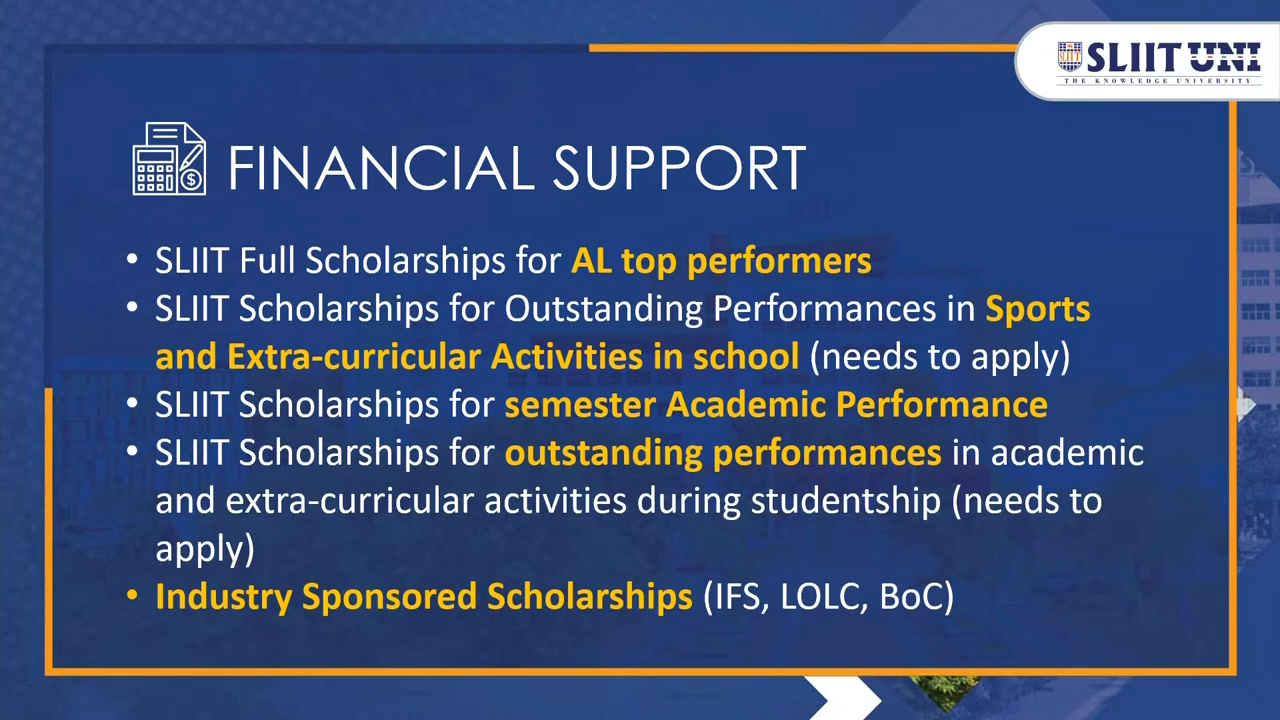 SLIIT UNI
THE KNOWLEDGE UNIVERSITY
FINANCIAL SUPPORT
• SLIIT Full Scholarships for AL top performers
• SLIIT Scholarships for Outstanding Performances in Sports
and Extra-curricular Activities in school (needs to apply)
• SLIIT Scholarships for semester Academic Performance
• SLIIT Scholarships for outstanding performances in academic
and extra-curricular activities during studentship (needs to
apply)
• Industry Sponsored Scholarships (IFS, LOLC, BoC)